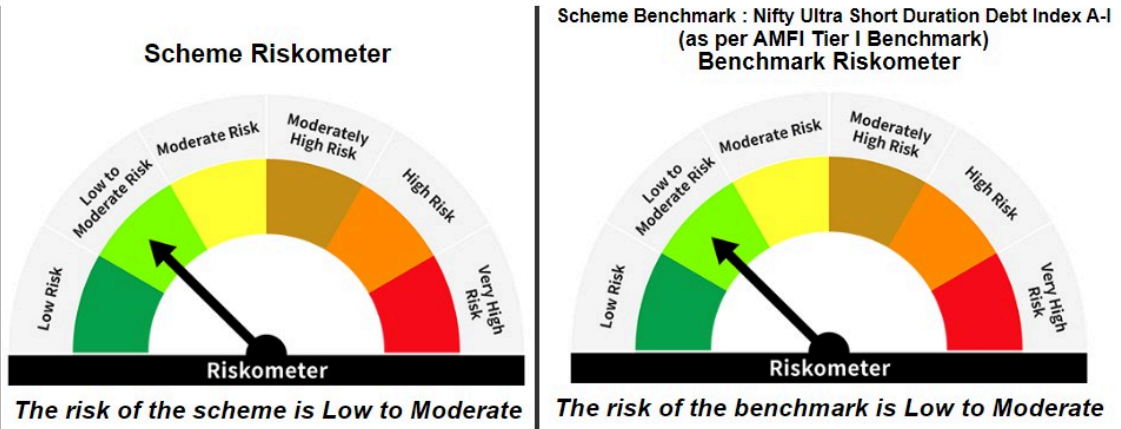 Scheme Riskometer
Low Risk
Low to
Moderate Risk
Moderate Risk
Moderately
High Risk
High Risk
Very High
Risk
Riskometer
The risk of the scheme is Low to Moderate
Scheme Benchmark : Nifty Ultra Short Duration Debt Index A-I
(as per AMFI Tier I Benchmark)
Benchmark Riskometer
Low Risk
Low to
Moderate Risk
Moderate Risk
Moderately
High Risk
High Risk
Very High
Risk
Riskometer
The risk of the benchmark is Low to Moderate